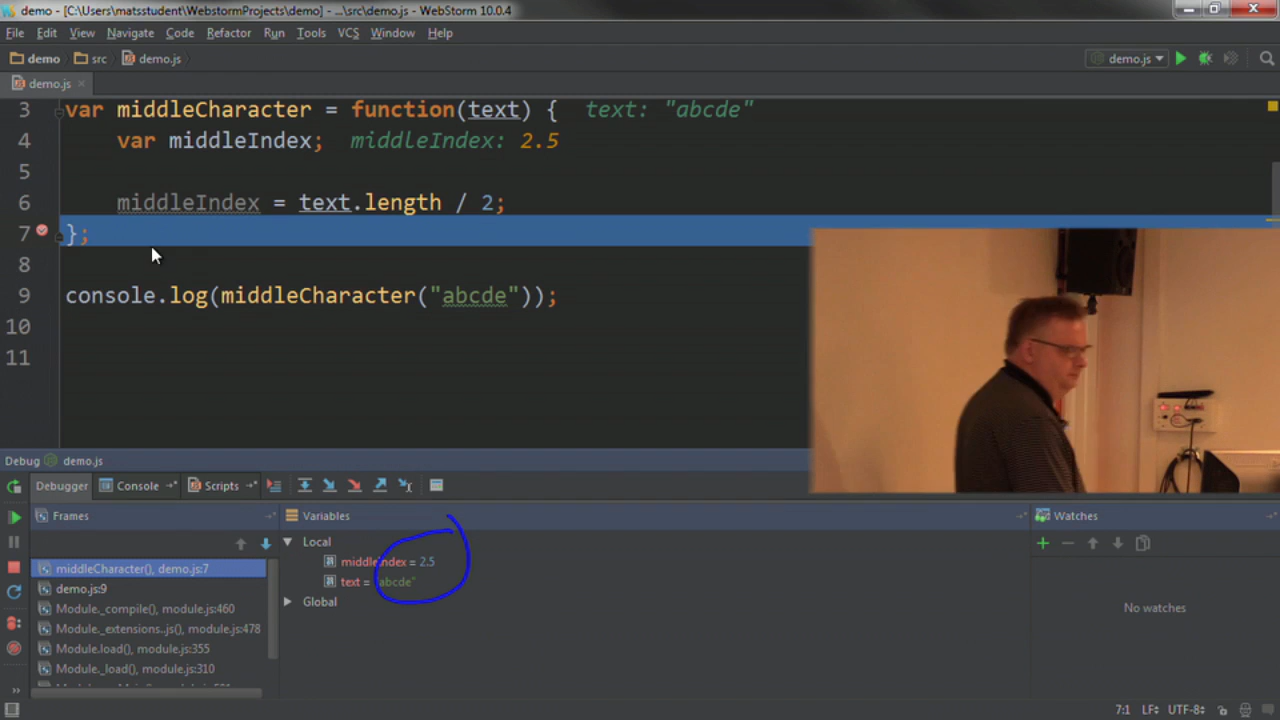 demo - [C:\Users\matsstudent\WebstormProjects\demo] - ...\src\demo.js - WebStorm 10.0.4
File Edit View Navigate Code Refactor Run Tools VCS Window Help
demo src demo.js demo.js
demo.js
3 var middleCharacter = function(text) { text: "abcde"
4 var middleIndex; middleIndex: 2.5
5
6 middleIndex = text.length / 2;
7 };
8
9 console.log(middleCharacter("abcde"));
10
11
Debug demo.js
Debugger Console Scripts
Frames Variables Watches
Local
middleIndex = 2.5
text = "abcde"
Global
middleCharacter(), demo.js:7
demo.js:9
Module._compile(), module.js:460
Module._extensions..js(), module.js:478
Module.load(), module.js:355
Module._load(), module.js:310
No watches
7:1 LF UTF-8